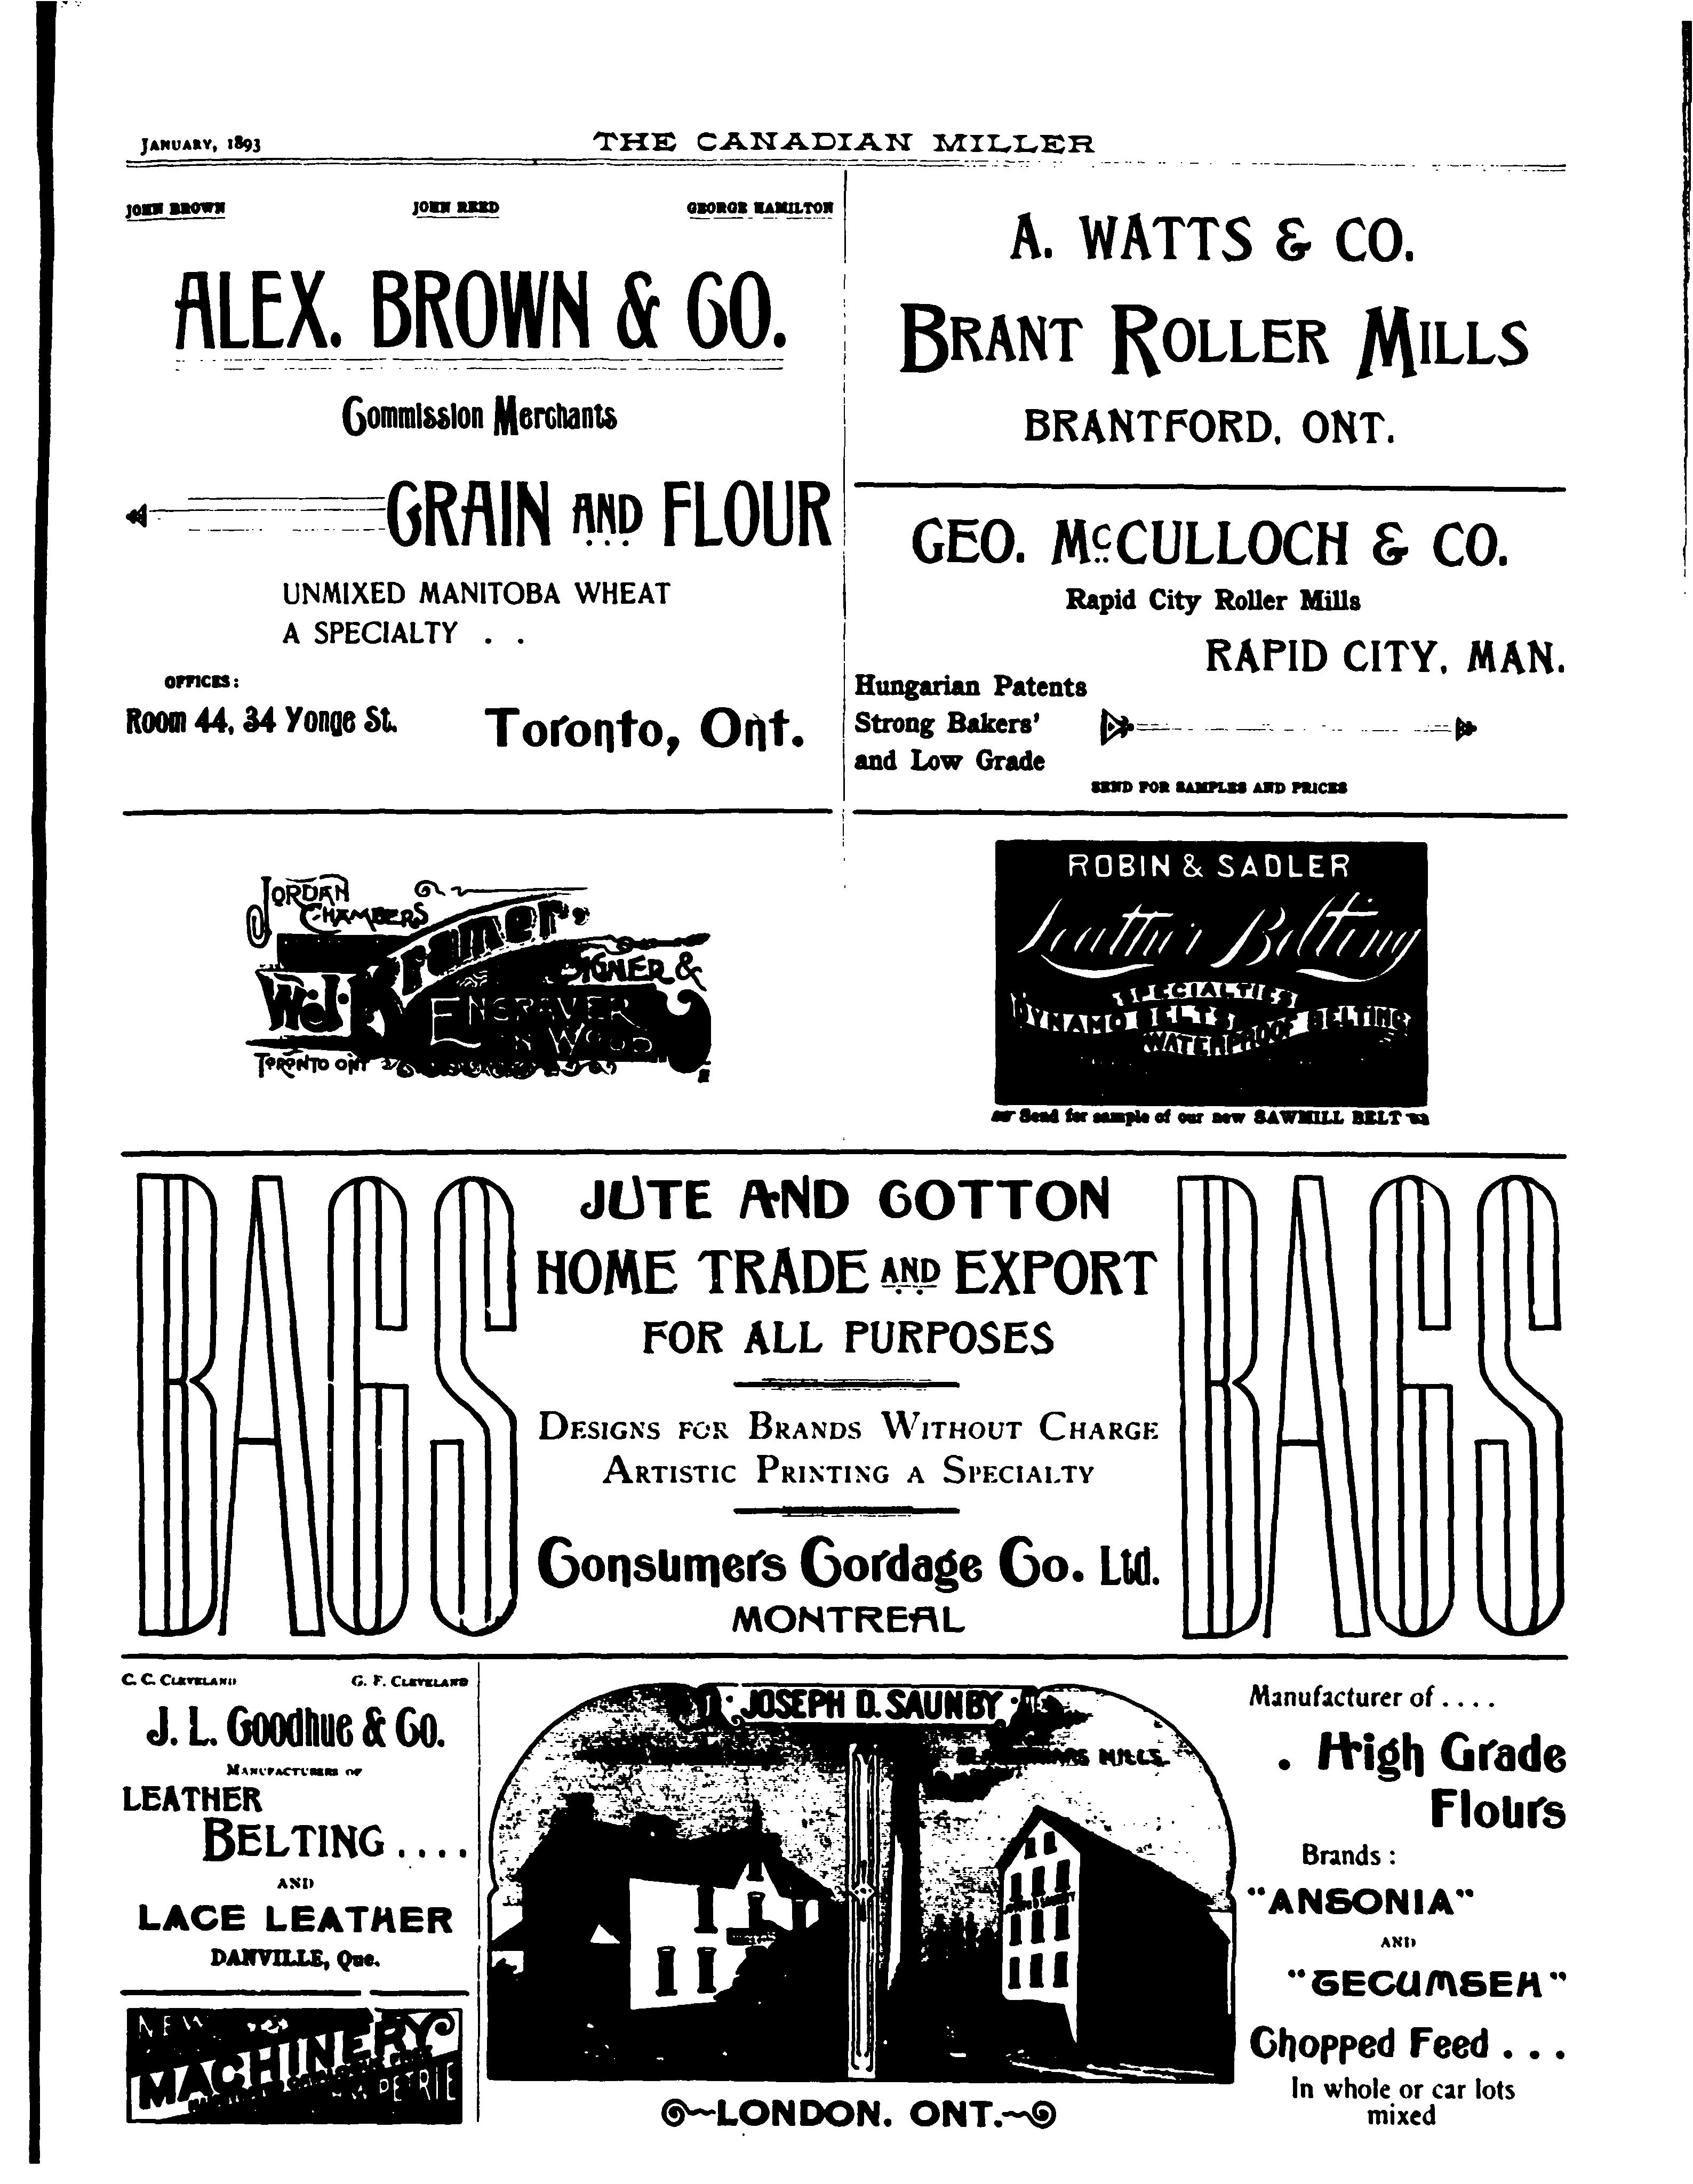 JANUARY, 1893
THE CANADIAN MILLER
JOHN BROWN
JOHN REED
GEORGE HAMILTON
ALEX. BROWN & CO.
Commission Merchants
GRAIN AND FLOUR
UNMIXED MANITOBA WHEAT
A SPECIALTY . .
OFFICES:
Room 44, 34 Yonge St.
Toronto, Ont.
A. WATTS & CO.
BRANT ROLLER MILLS
BRANTFORD, ONT.
GEO. McCULLOCH & CO.
Rapid City Roller Mills
RAPID CITY, MAN.
Hungarian Patents
Strong Bakers'
and Low Grade
SEND FOR SAMPLES AND PRICES
JORDAN
CHAMBERS
W.J. Kramer
SIGNER &
ENGRAVER
ON WOOD
TORONTO ONT
ROBIN & SADLER
Leather Belting
SPECIALTIES
DYNAMO BELTS
WATERPROOF BELTING
Send for sample of our new SAWMILL BELT
BAGS
JUTE AND COTTON
HOME TRADE AND EXPORT
FOR ALL PURPOSES
DESIGNS FOR BRANDS WITHOUT CHARGE
ARTISTIC PRINTING A SPECIALTY
Consumers Cordage Co. Ltd.
MONTREAL
BAGS
C. C. CLEVELAND
G. F. CLEVELAND
J. L. Goodhue & Co.
MANUFACTURERS OF
LEATHER
BELTING ....
AND
LACE LEATHER
DANVILLE, Que.
NEW
MACHINERY
PETRIE
JOSEPH D. SAUNBY
MILLS.
LONDON, ONT.
Manufacturer of ....
. High Grade
Flours
Brands :
"ANSONIA"
AND
"TECUMSEH"
Chopped Feed ...
In whole or car lots
mixed